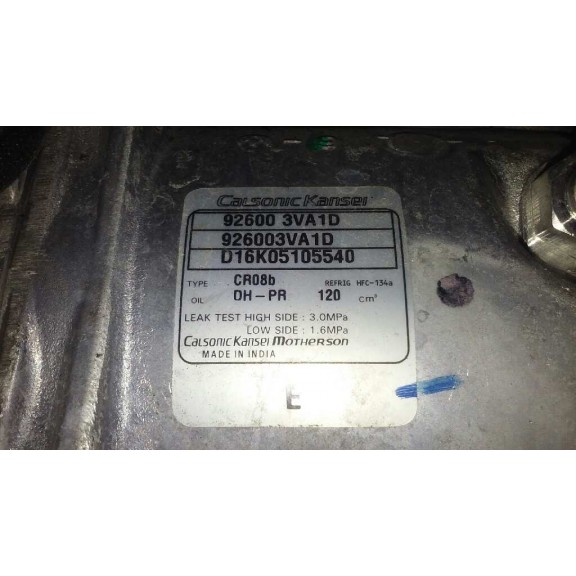 Calsonic Kansei
92600 3VA1D
926003VA1D
D16K05105540
TYPE CR08b REFRIG HFC-134a
OIL DH-PR 120 cm³
LEAK TEST HIGH SIDE : 3.0MPa
LOW SIDE : 1.6MPa
Calsonic Kansei Motherson
MADE IN INDIA
E